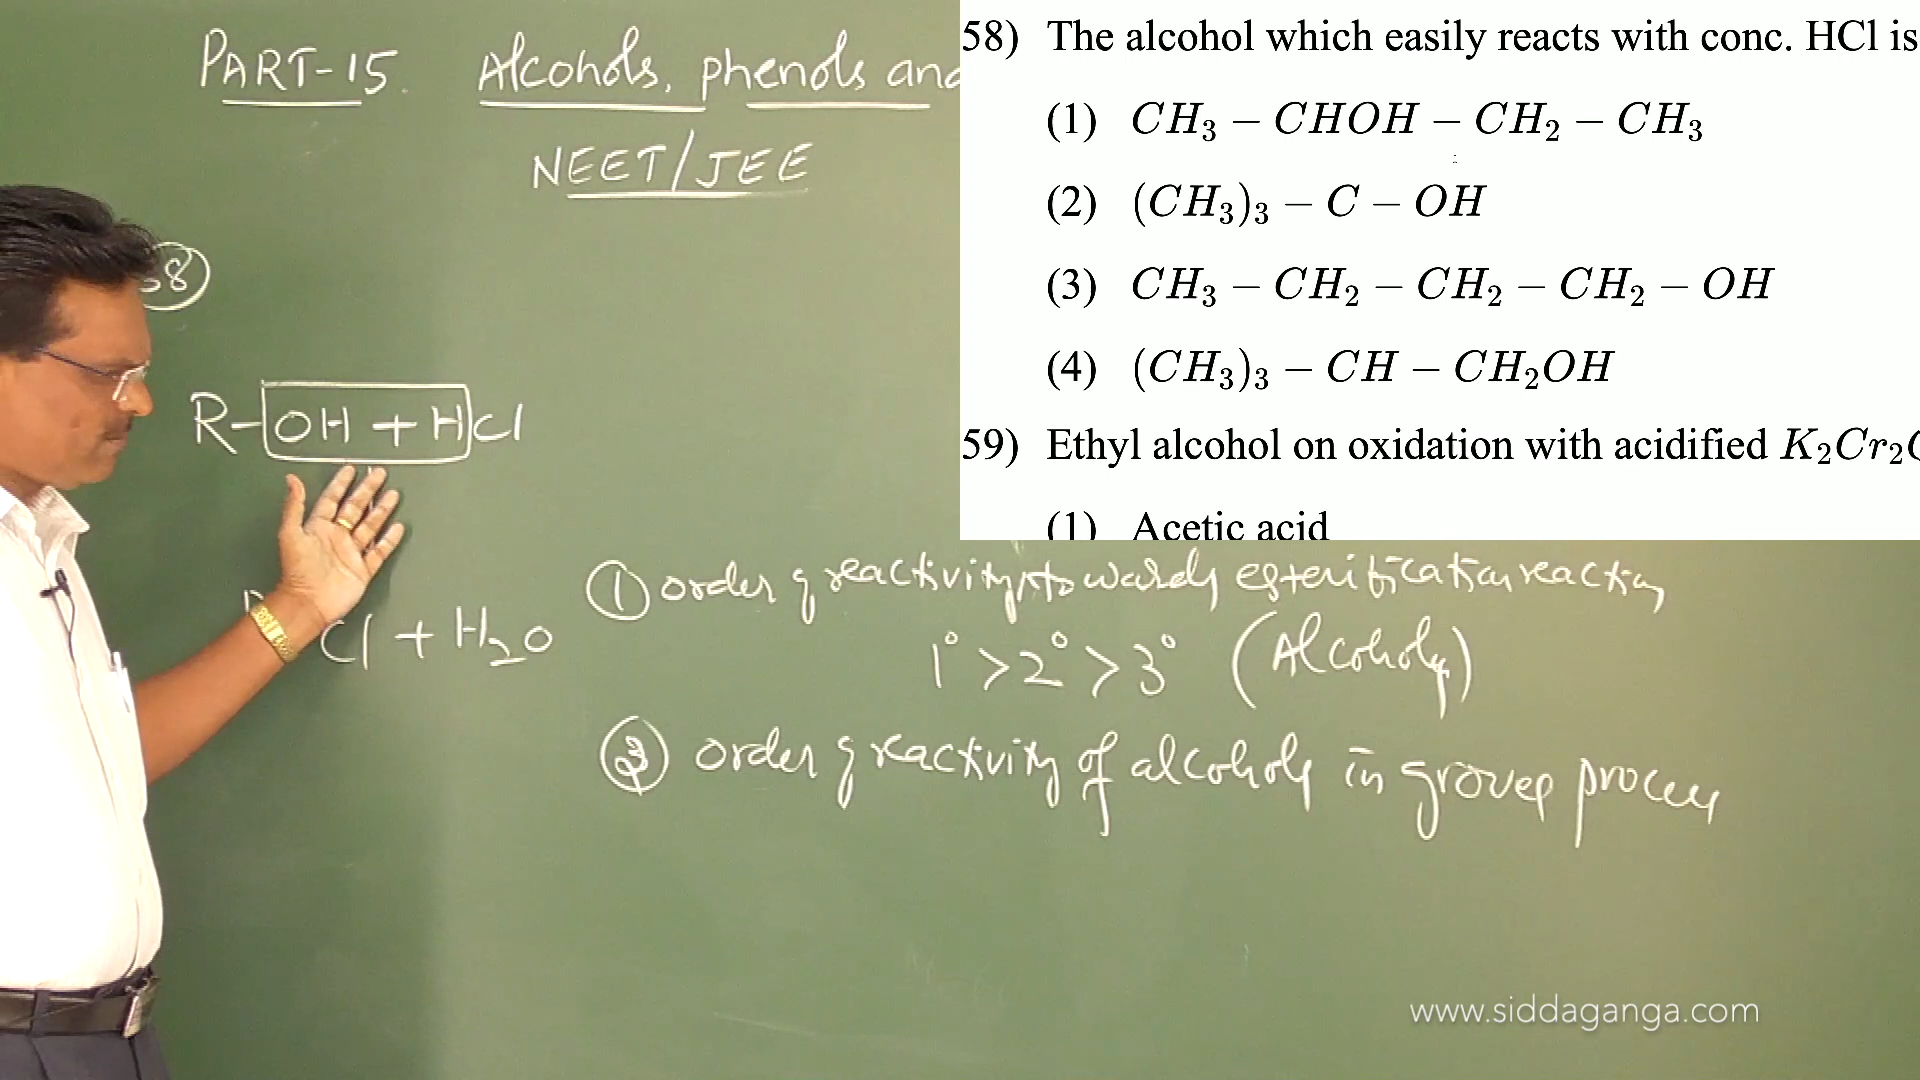 PART-15. Alcohols, phenols and
NEET/JEE
58)
R-OH + HCl
Cl + H2O
58) The alcohol which easily reacts with conc. HCl is
(1) CH₃ – CHOH – CH₂ – CH₃
(2) (CH₃)₃ – C – OH
(3) CH₃ – CH₂ – CH₂ – CH₂ – OH
(4) (CH₃)₃ – CH – CH₂OH
59) Ethyl alcohol on oxidation with acidified K₂Cr₂
(1) Acetic acid
① order of reactivity towards esterification reaction
1° > 2° > 3° (Alcohols)
② order of reactivity of alcohols in groves process
www.siddaganga.com